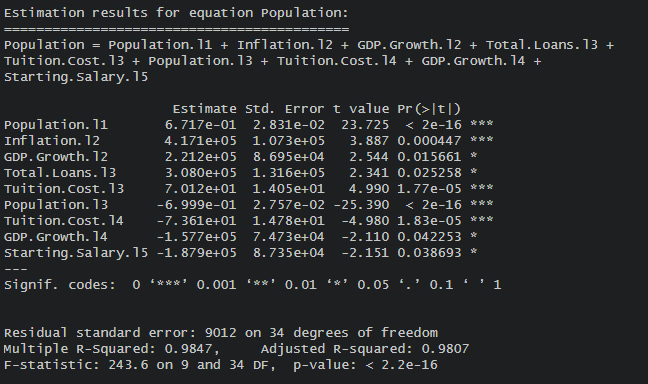 Estimation results for equation Population:
===========================================
Population = Population.l1 + Inflation.l2 + GDP.Growth.l2 + Total.Loans.l3 +
Tuition.Cost.l3 + Population.l3 + Tuition.Cost.l4 + GDP.Growth.l4 +
Starting.Salary.l5

                     Estimate Std. Error t value Pr(>|t|)
Population.l1       6.717e-01  2.831e-02  23.725  < 2e-16 ***
Inflation.l2        4.171e+05  1.073e+05   3.887 0.000447 ***
GDP.Growth.l2       2.212e+05  8.695e+04   2.544 0.015661 *
Total.Loans.l3      3.080e+05  1.316e+05   2.341 0.025258 *
Tuition.Cost.l3     7.012e+01  1.405e+01   4.990 1.77e-05 ***
Population.l3      -6.999e-01  2.757e-02 -25.390  < 2e-16 ***
Tuition.Cost.l4    -7.361e+01  1.478e+01  -4.980 1.83e-05 ***
GDP.Growth.l4      -1.577e+05  7.473e+04  -2.110 0.042253 *
Starting.Salary.l5 -1.879e+05  8.735e+04  -2.151 0.038693 *
---
Signif. codes:  0 ‘***’ 0.001 ‘**’ 0.01 ‘*’ 0.05 ‘.’ 0.1 ‘ ’ 1

Residual standard error: 9012 on 34 degrees of freedom
Multiple R-Squared: 0.9847,     Adjusted R-squared: 0.9807
F-statistic: 243.6 on 9 and 34 DF,  p-value: < 2.2e-16